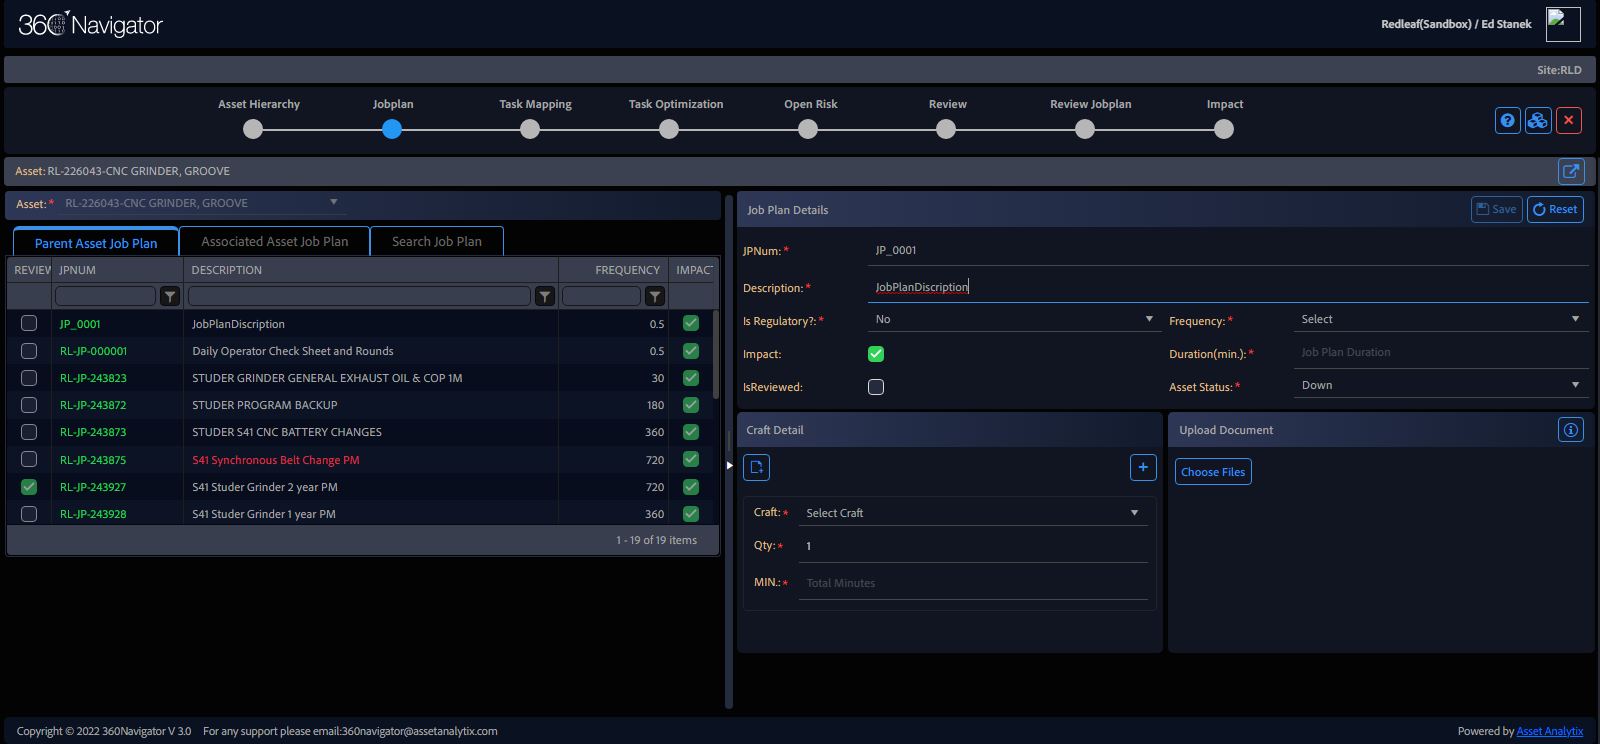 360 Navigator
Redleaf(Sandbox) / Ed Stanek
Site:RLD
Asset Hierarchy Jobplan Task Mapping Task Optimization Open Risk Review Review Jobplan Impact
Asset: RL-226043-CNC GRINDER, GROOVE
Asset: * RL-226043-CNC GRINDER, GROOVE
Parent Asset Job Plan Associated Asset Job Plan Search Job Plan
REVIEW JPNUM DESCRIPTION FREQUENCY IMPACT
JP_0001 JobPlanDiscription 0.5
RL-JP-000001 Daily Operator Check Sheet and Rounds 0.5
RL-JP-243823 STUDER GRINDER GENERAL EXHAUST OIL & COP 1M 30
RL-JP-243872 STUDER PROGRAM BACKUP 180
RL-JP-243873 STUDER S41 CNC BATTERY CHANGES 360
RL-JP-243875 S41 Synchronous Belt Change PM 720
RL-JP-243927 S41 Studer Grinder 2 year PM 720
RL-JP-243928 S41 Studer Grinder 1 year PM 360
1 - 19 of 19 items
Job Plan Details Save Reset
JPNum: * JP_0001
Description: * JobPlanDiscription
Is Regulatory?: * No Frequency: * Select
Impact: Duration(min.): * Job Plan Duration
IsReviewed: Asset Status: * Down
Craft Detail
Craft: * Select Craft
Qty: * 1
MIN.: * Total Minutes
Upload Document
Choose Files
Copyright © 2022 360Navigator V 3.0 For any support please email:360navigator@assetanalytix.com Powered by Asset Analytix